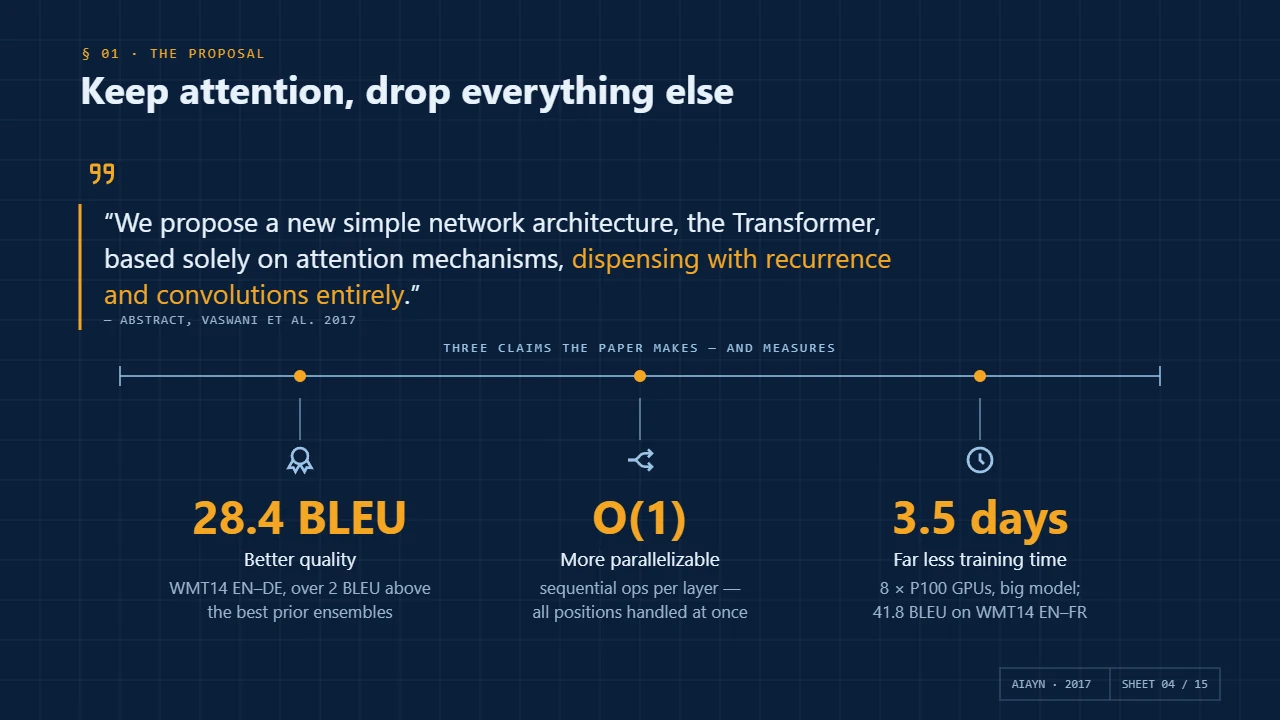 § 01 · THE PROPOSAL
Keep attention, drop everything else
“We propose a new simple network architecture, the Transformer,
based solely on attention mechanisms, dispensing with recurrence
and convolutions entirely.”
— ABSTRACT, VASWANI ET AL. 2017
THREE CLAIMS THE PAPER MAKES — AND MEASURES
28.4 BLEU
Better quality
WMT14 EN–DE, over 2 BLEU above
the best prior ensembles
O(1)
More parallelizable
sequential ops per layer —
all positions handled at once
3.5 days
Far less training time
8 × P100 GPUs, big model;
41.8 BLEU on WMT14 EN–FR
AIAYN · 2017
SHEET 04 / 15